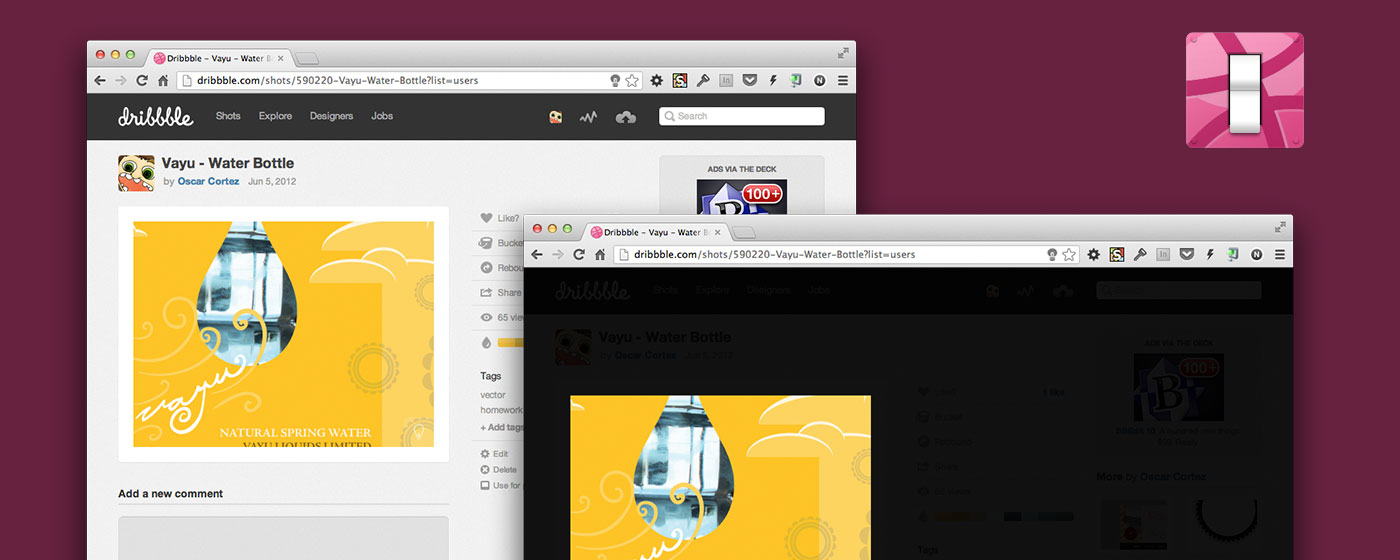 Dribbble – Vayu – Water B
dribbble.com/shots/590220-Vayu-Water-Bottle?list=users
dribbble
Shots Explore Designers Jobs
Search
Vayu - Water Bottle
by Oscar Cortez Jun 5, 2012
ADS VIA THE DECK
100+
B
vayu
NATURAL SPRING WATER
VAYU LIQUIDS LIMITED
Like?
Bucke
Rebou
Share
65 view
Tags
vector
homework
+ Add tags
Edit
Delete
Use for
Add a new comment
Dribbble – Vayu – Water B
dribbble.com/shots/590220-Vayu-Water-Bottle?list=users
dribbble
Shots Explore Designers Jobs
Search
Vayu - Water Bottle
by Oscar Cortez Jun 5, 2012
ADS VIA THE DECK
100+
B
Like? 1 like
Bucket
Rebound
Share
65 views
Tags
More by Oscar Cortez
vayu